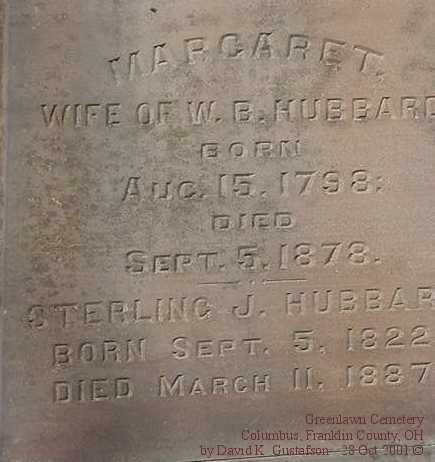 MARGARET,
WIFE OF W. B. HUBBARD
BORN
AUG. 15, 1798;
DIED
SEPT. 5, 1878.
STERLING J. HUBBAR
BORN SEPT. 5, 1822
DIED MARCH 11, 1887
Greenlawn Cemetery
Columbus, Franklin County, OH
by David K. Gustafson - 28 Oct 2001 ©